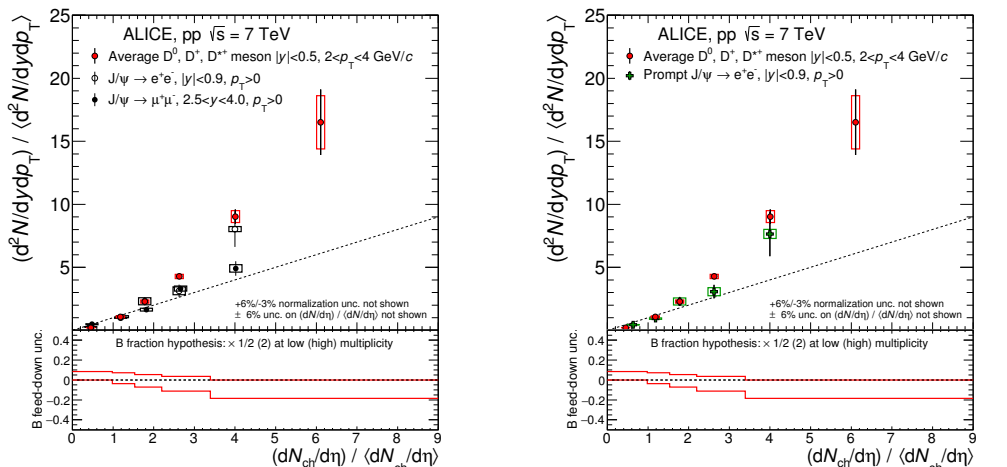 ALICE, pp √s = 7 TeV
Average D⁰, D⁺, D*⁺ meson |y|<0.5, 2<p_T<4 GeV/c
J/ψ → e⁺e⁻, |y|<0.9, p_T>0
J/ψ → μ⁺μ⁻, 2.5<y<4.0, p_T>0
(d²N/dydp_T) / ⟨d²N/dydp_T⟩
25
20
15
10
5
+6%/-3% normalization unc. not shown
± 6% unc. on (dN/dη) / ⟨dN/dη⟩ not shown
B fraction hypothesis: × 1/2 (2) at low (high) multiplicity
B feed-down unc.
0.4
0.2
0
−0.2
−0.4
0 1 2 3 4 5 6 7 8 9
(dN_ch/dη) / ⟨dN_ch/dη⟩
ALICE, pp √s = 7 TeV
Average D⁰, D⁺, D*⁺ meson |y|<0.5, 2<p_T<4 GeV/c
Prompt J/ψ → e⁺e⁻, |y|<0.9, p_T>0
(d²N/dydp_T) / ⟨d²N/dydp_T⟩
25
20
15
10
5
+6%/-3% normalization unc. not shown
± 6% unc. on (dN/dη) / ⟨dN/dη⟩ not shown
B fraction hypothesis: × 1/2 (2) at low (high) multiplicity
B feed-down unc.
0.4
0.2
0
−0.2
−0.4
0 1 2 3 4 5 6 7 8 9
(dN_ch/dη) / ⟨dN_ch/dη⟩